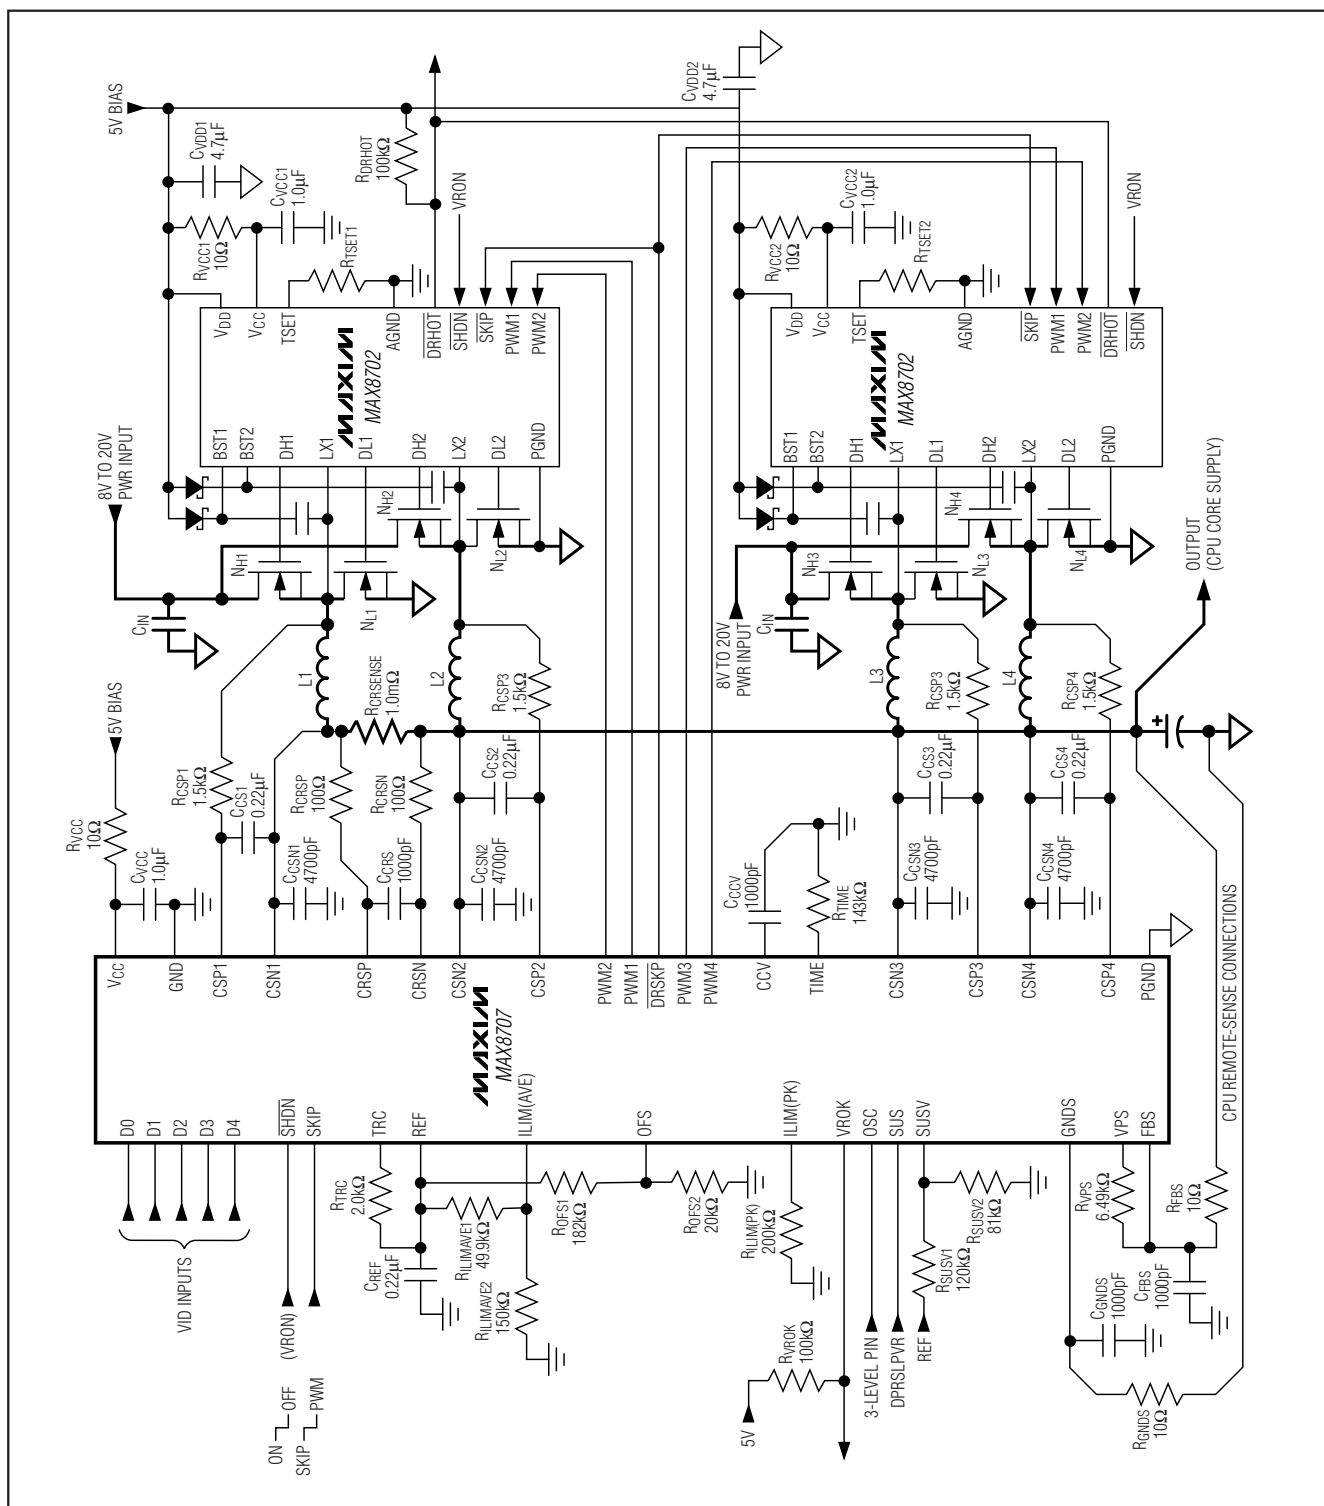 5V BIAS
CVDD1
4.7µF
RVCC1
10Ω
CVCC1
1.0µF
RTSET1
RDRHOT
100kΩ
VRON
CVDD2
4.7µF
RVCC2
10Ω
CVCC2
1.0µF
RTSET2
VRON
VDD
VCC
TSET
AGND
DRHOT
SHDN
SKIP
PWM1
PWM2
MAXIM
MAX8702
BST1
BST2
DH1
LX1
DL1
DH2
LX2
DL2
PGND
VDD
VCC
TSET
AGND
SKIP
PWM1
PWM2
DRHOT
SHDN
MAXIM
MAX8702
BST1
BST2
DH1
LX1
DL1
DH2
LX2
DL2
PGND
8V TO 20V
PWR INPUT
CIN
NH1
NL1
NH2
NL2
8V TO 20V
PWR INPUT
CIN
NH3
NL3
NH4
NL4
OUTPUT
(CPU CORE SUPPLY)
L1
RCRSENSE
1.0mΩ
L2
RCSP3
1.5kΩ
L3
RCSP3
1.5kΩ
L4
RCSP4
1.5kΩ
+
5V BIAS
RVCC
10Ω
CVCC
1.0µF
RCSP1
1.5kΩ
CCS1
0.22µF
CCSN1
4700pF
RCRSP
100Ω
CCRS
1000pF
RCRSN
100Ω
CCS2
0.22µF
CCSN2
4700pF
CCCV
1000pF
RTIME
143kΩ
CCS3
0.22µF
CCSN3
4700pF
CCS4
0.22µF
CCSN4
4700pF
CPU REMOTE-SENSE CONNECTIONS
VCC
GND
CSP1
CSN1
CRSP
CRSN
CSN2
CSP2
PWM2
PWM1
DRSKP
PWM3
PWM4
CCV
TIME
CSN3
CSP3
CSN4
CSP4
PGND
MAXIM
MAX8707
D0
D1
D2
D3
D4
SHDN
SKIP
TRC
REF
ILIM(AVE)
OFS
ILIM(PK)
VROK
OSC
SUS
SUSV
GNDS
VPS
FBS
VID INPUTS
(VRON)
ON
OFF
SKIP
PWM
RTRC
2.0kΩ
CREF
0.22µF
RILIMAVE1
49.9kΩ
RILIMAVE2
150kΩ
ROFS1
182kΩ
ROFS2
20kΩ
RILIM(PK)
200kΩ
5V
RVROK
100kΩ
3-LEVEL PIN
DPRSLPVR
REF
RSUSV1
120kΩ
RSUSV2
81kΩ
RVPS
6.49kΩ
RFBS
10Ω
CGNDS
1000pF
CFBS
1000pF
RGNDS
10Ω